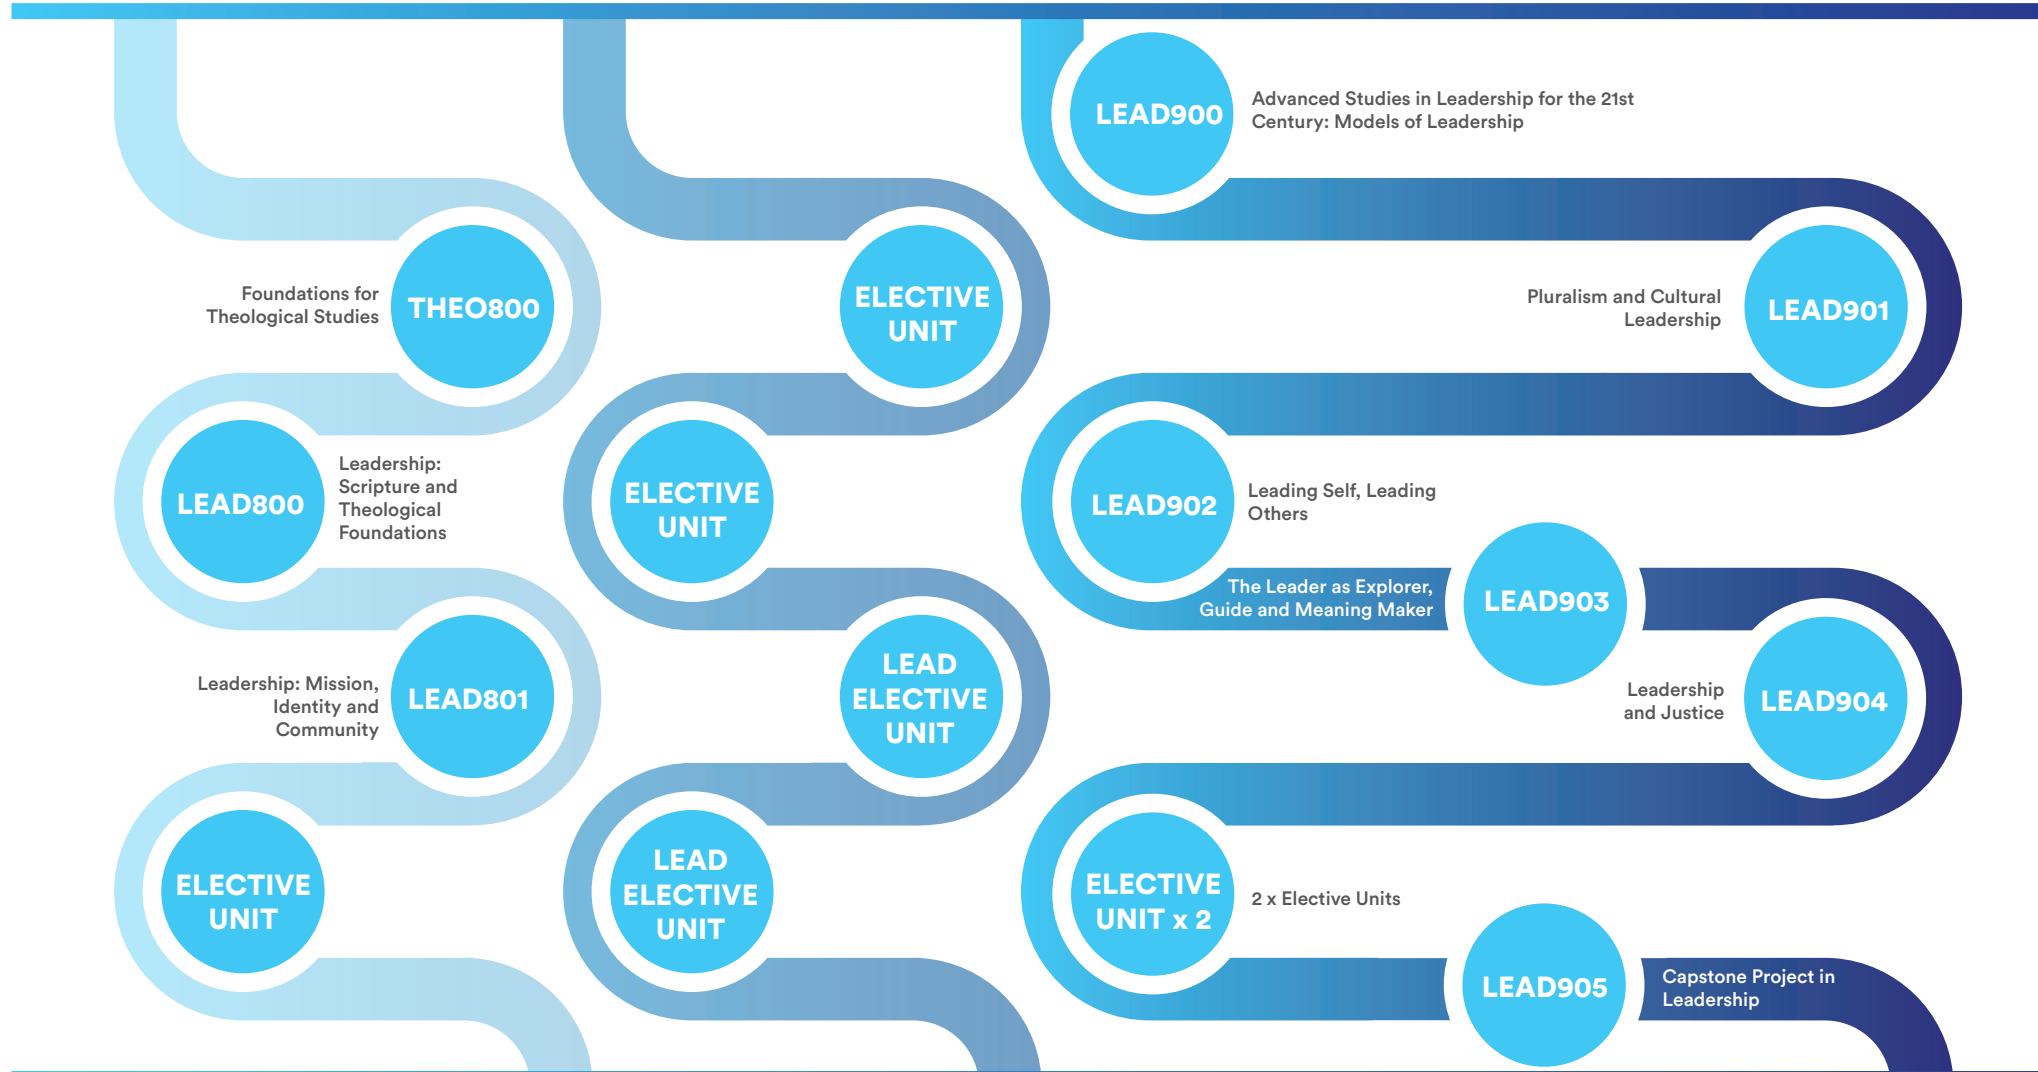 THEO800
Foundations for
Theological Studies
LEAD800
Leadership:
Scripture and
Theological
Foundations
LEAD801
Leadership: Mission,
Identity and
Community
ELECTIVE
UNIT
ELECTIVE
UNIT
ELECTIVE
UNIT
LEAD
ELECTIVE
UNIT
LEAD
ELECTIVE
UNIT
LEAD900
Advanced Studies in Leadership for the 21st
Century: Models of Leadership
Pluralism and Cultural
Leadership
LEAD901
LEAD902
Leading Self, Leading
Others
The Leader as Explorer,
Guide and Meaning Maker
LEAD903
Leadership
and Justice
LEAD904
ELECTIVE
UNIT x 2
2 x Elective Units
LEAD905
Capstone Project in
Leadership